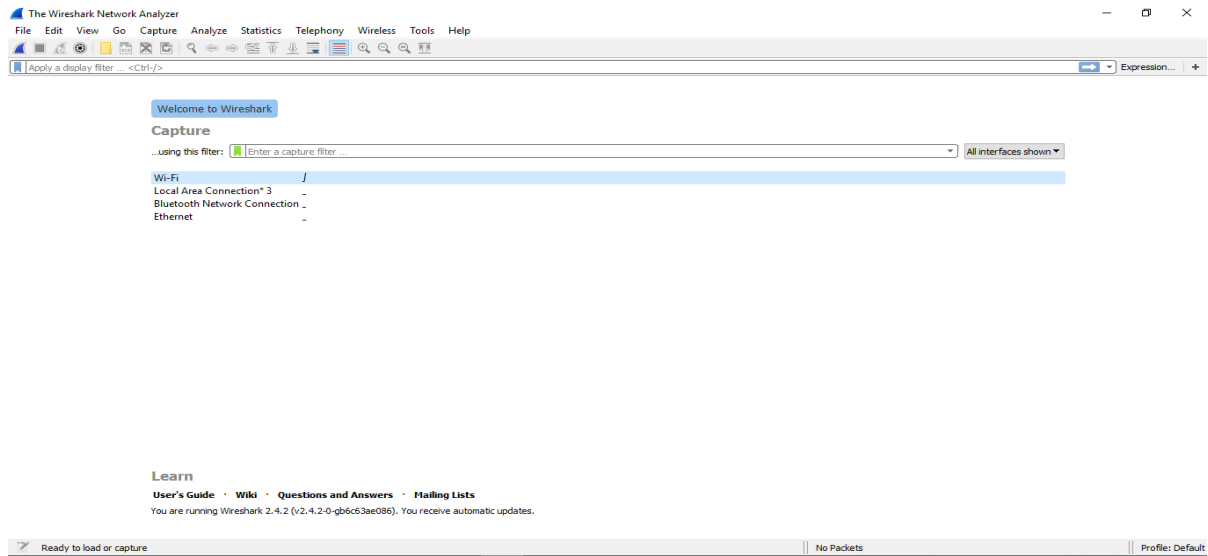 The Wireshark Network Analyzer
File Edit View Go Capture Analyze Statistics Telephony Wireless Tools Help
Apply a display filter ... <Ctrl-/> Expression... +
Welcome to Wireshark
Capture
...using this filter: Enter a capture filter ... All interfaces shown
Wi-Fi
Local Area Connection* 3
Bluetooth Network Connection
Ethernet
Learn
User's Guide · Wiki · Questions and Answers · Mailing Lists
You are running Wireshark 2.4.2 (v2.4.2-0-gb6c63ae086). You receive automatic updates.
Ready to load or capture No Packets Profile: Default